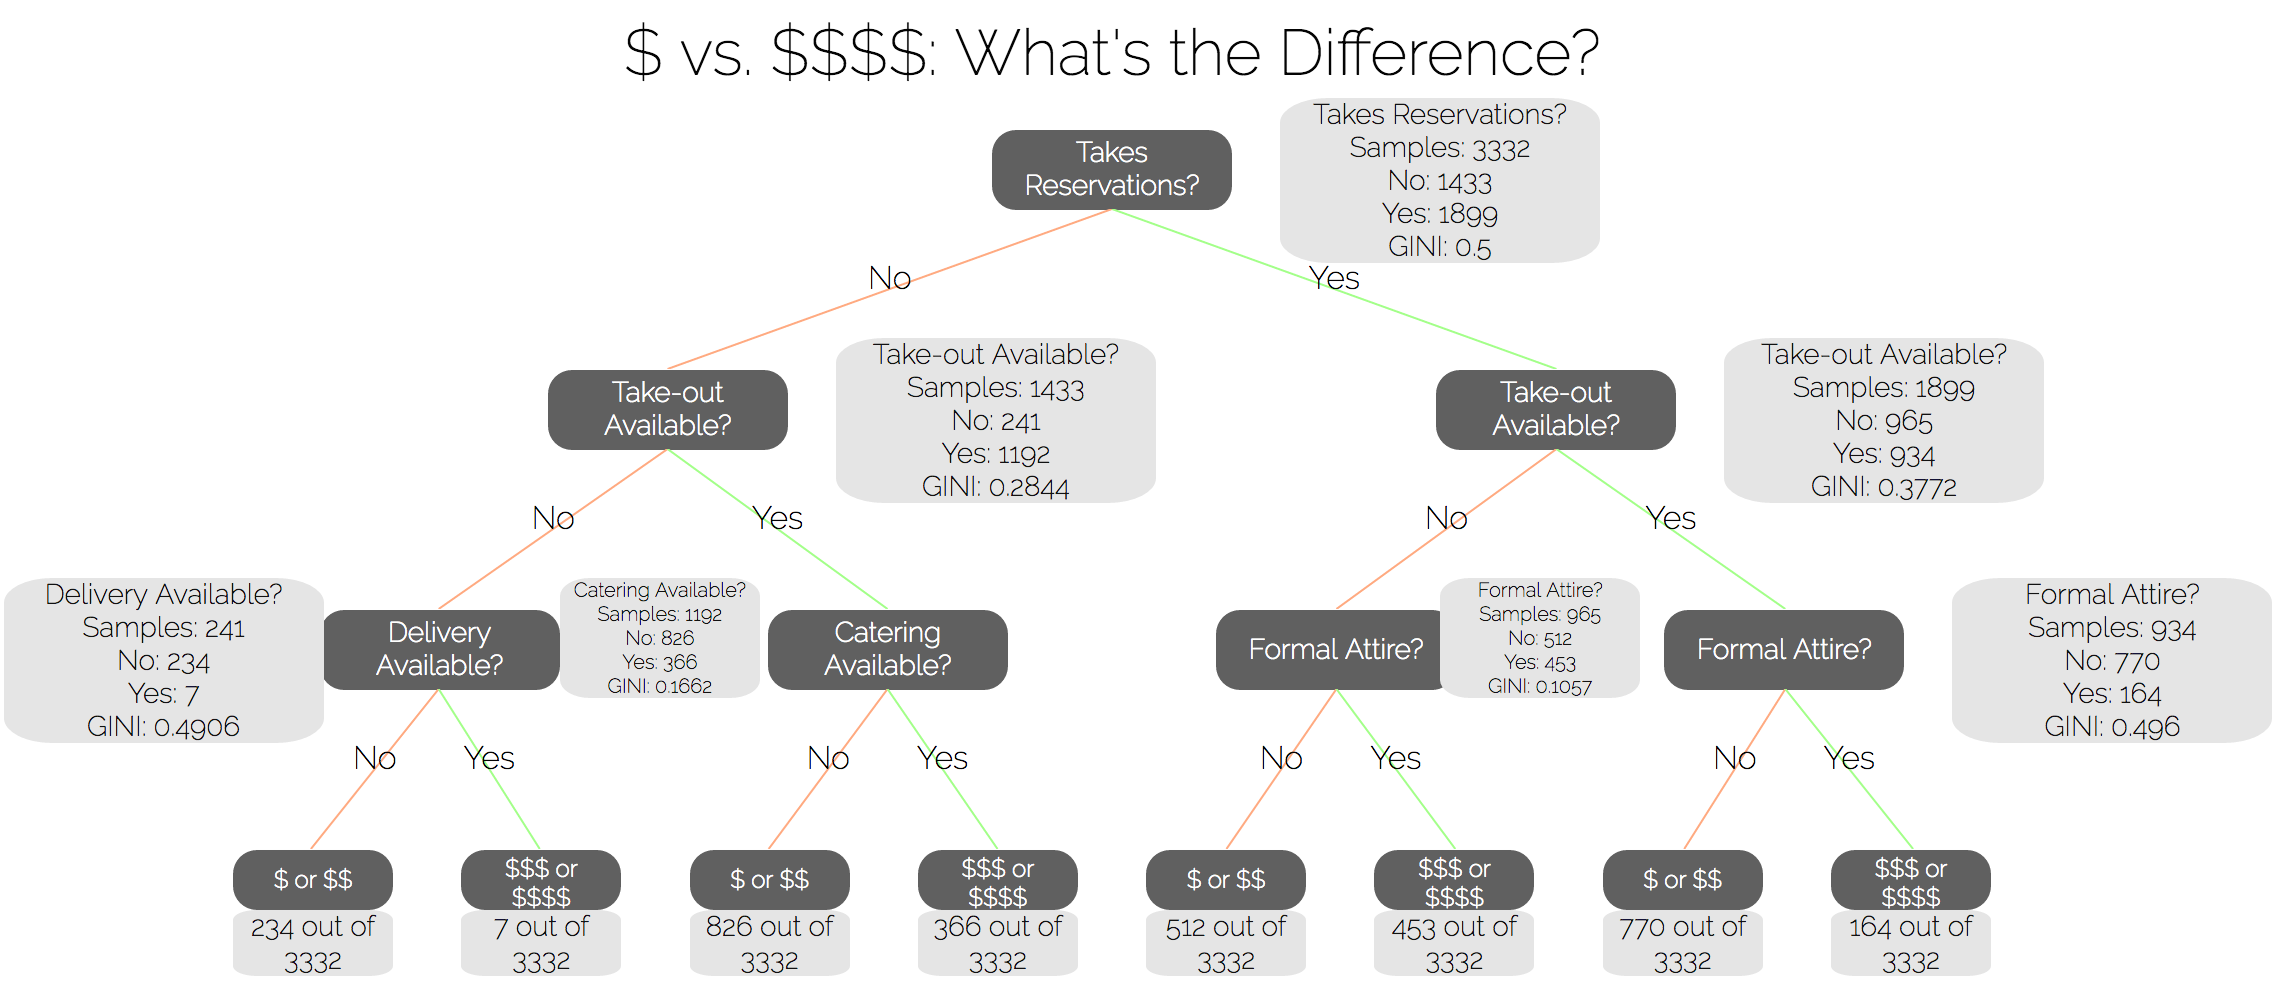 $ vs. $$$$: What's the Difference?
Takes
Reservations?
Takes Reservations?
Samples: 3332
No: 1433
Yes: 1899
GINI: 0.5
No
Yes
Take-out
Available?
Take-out Available?
Samples: 1433
No: 241
Yes: 1192
GINI: 0.2844
Take-out
Available?
Take-out Available?
Samples: 1899
No: 965
Yes: 934
GINI: 0.3772
No
Yes
No
Yes
Delivery Available?
Samples: 241
No: 234
Yes: 7
GINI: 0.4906
Delivery
Available?
Catering Available?
Samples: 1192
No: 826
Yes: 366
GINI: 0.1662
Catering
Available?
Formal Attire?
Formal Attire?
Samples: 965
No: 512
Yes: 453
GINI: 0.1057
Formal Attire?
Formal Attire?
Samples: 934
No: 770
Yes: 164
GINI: 0.496
No
Yes
No
Yes
No
Yes
No
Yes
$ or $$
234 out of
3332
$$$ or
$$$$
7 out of
3332
$ or $$
826 out of
3332
$$$ or
$$$$
366 out of
3332
$ or $$
512 out of
3332
$$$ or
$$$$
453 out of
3332
$ or $$
770 out of
3332
$$$ or
$$$$
164 out of
3332